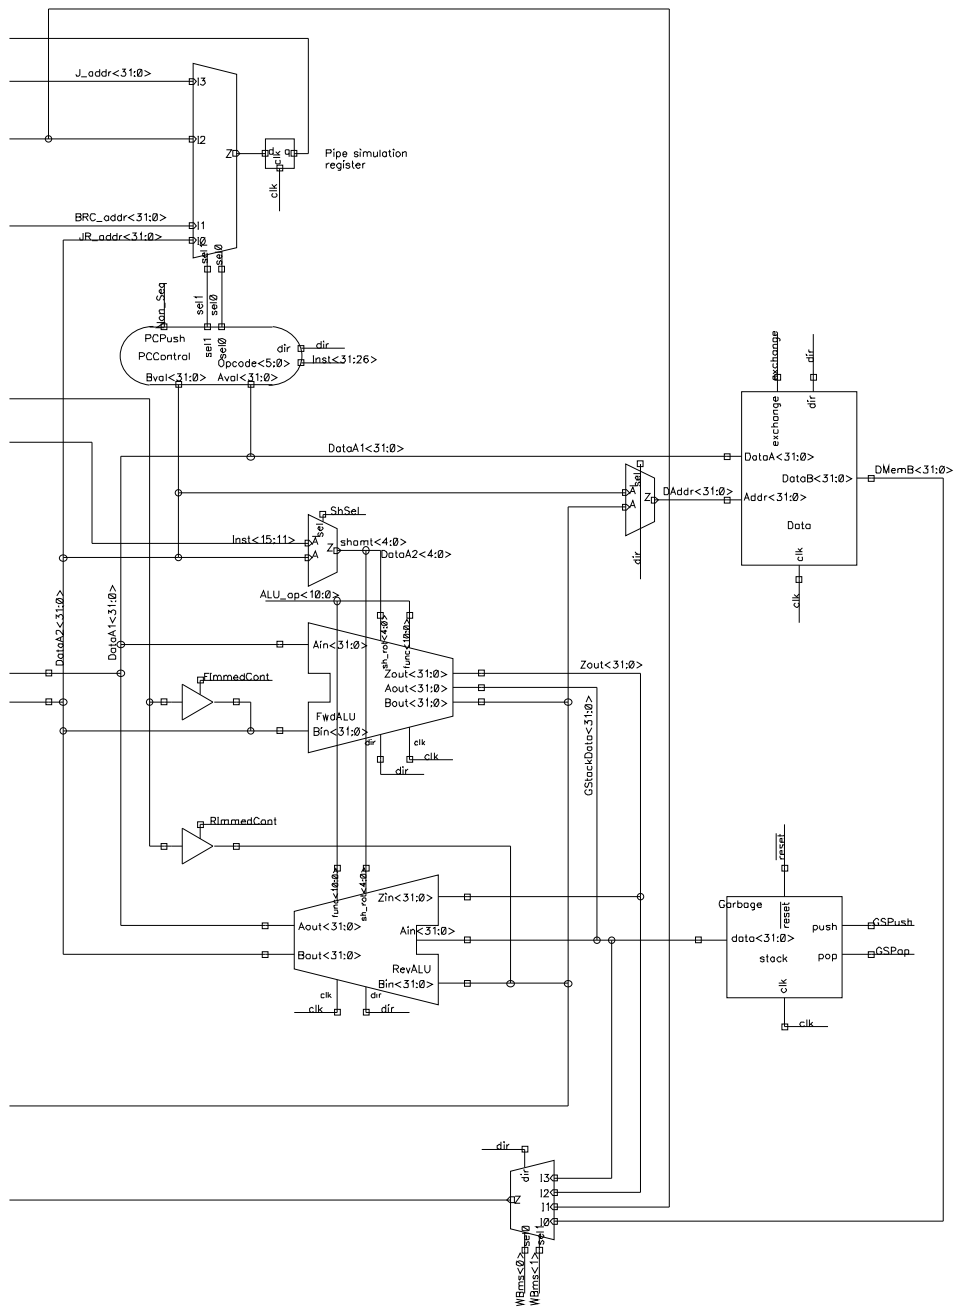 J_addr<31:0>
I3
I2
Z
d
q
clk
Pipe simulation
register
clk
BRC_addr<31:0>
I1
JR_addr<31:0>
I0
sel1
sel0
sel1
sel0
Non_Seq
PCPush
sel1
sel0
dir
dir
PCControl
Opcode<5:0>
Inst<31:26>
Bval<31:0>
Aval<31:0>
exchange
dir
exchange
dir
DataA1<31:0>
DataA<31:0>
DMemB<31:0>
DataB<31:0>
sel
A
A
Z
DAddr<31:0>
Addr<31:0>
Data
clk
clk
dir
ShSel
sel
Inst<15:11>
A
A
Z
shamt<4:0>
DataA2<4:0>
ALU_op<10:0>
DataA2<31:0>
DataA1<31:0>
sh_rot<4:0>
func<10:0>
Ain<31:0>
Zout<31:0>
Zout<31:0>
Aout<31:0>
Bout<31:0>
FImmedCont
FwdALU
Bin<31:0>
dir
clk
clk
dir
GStackData<31:0>
RImmedCont
func<10:0>
sh_rot<4:0>
Zin<31:0>
Aout<31:0>
Ain<31:0>
Bout<31:0>
RevALU
Bin<31:0>
clk
dir
clk
dir
reset
Garbage
reset
push
GSPush
data<31:0>
stack
pop
GSPop
clk
clk
dir
dir
I3
I2
Z
I1
I0
sel0
sel1
WBms<0>
WBms<1>